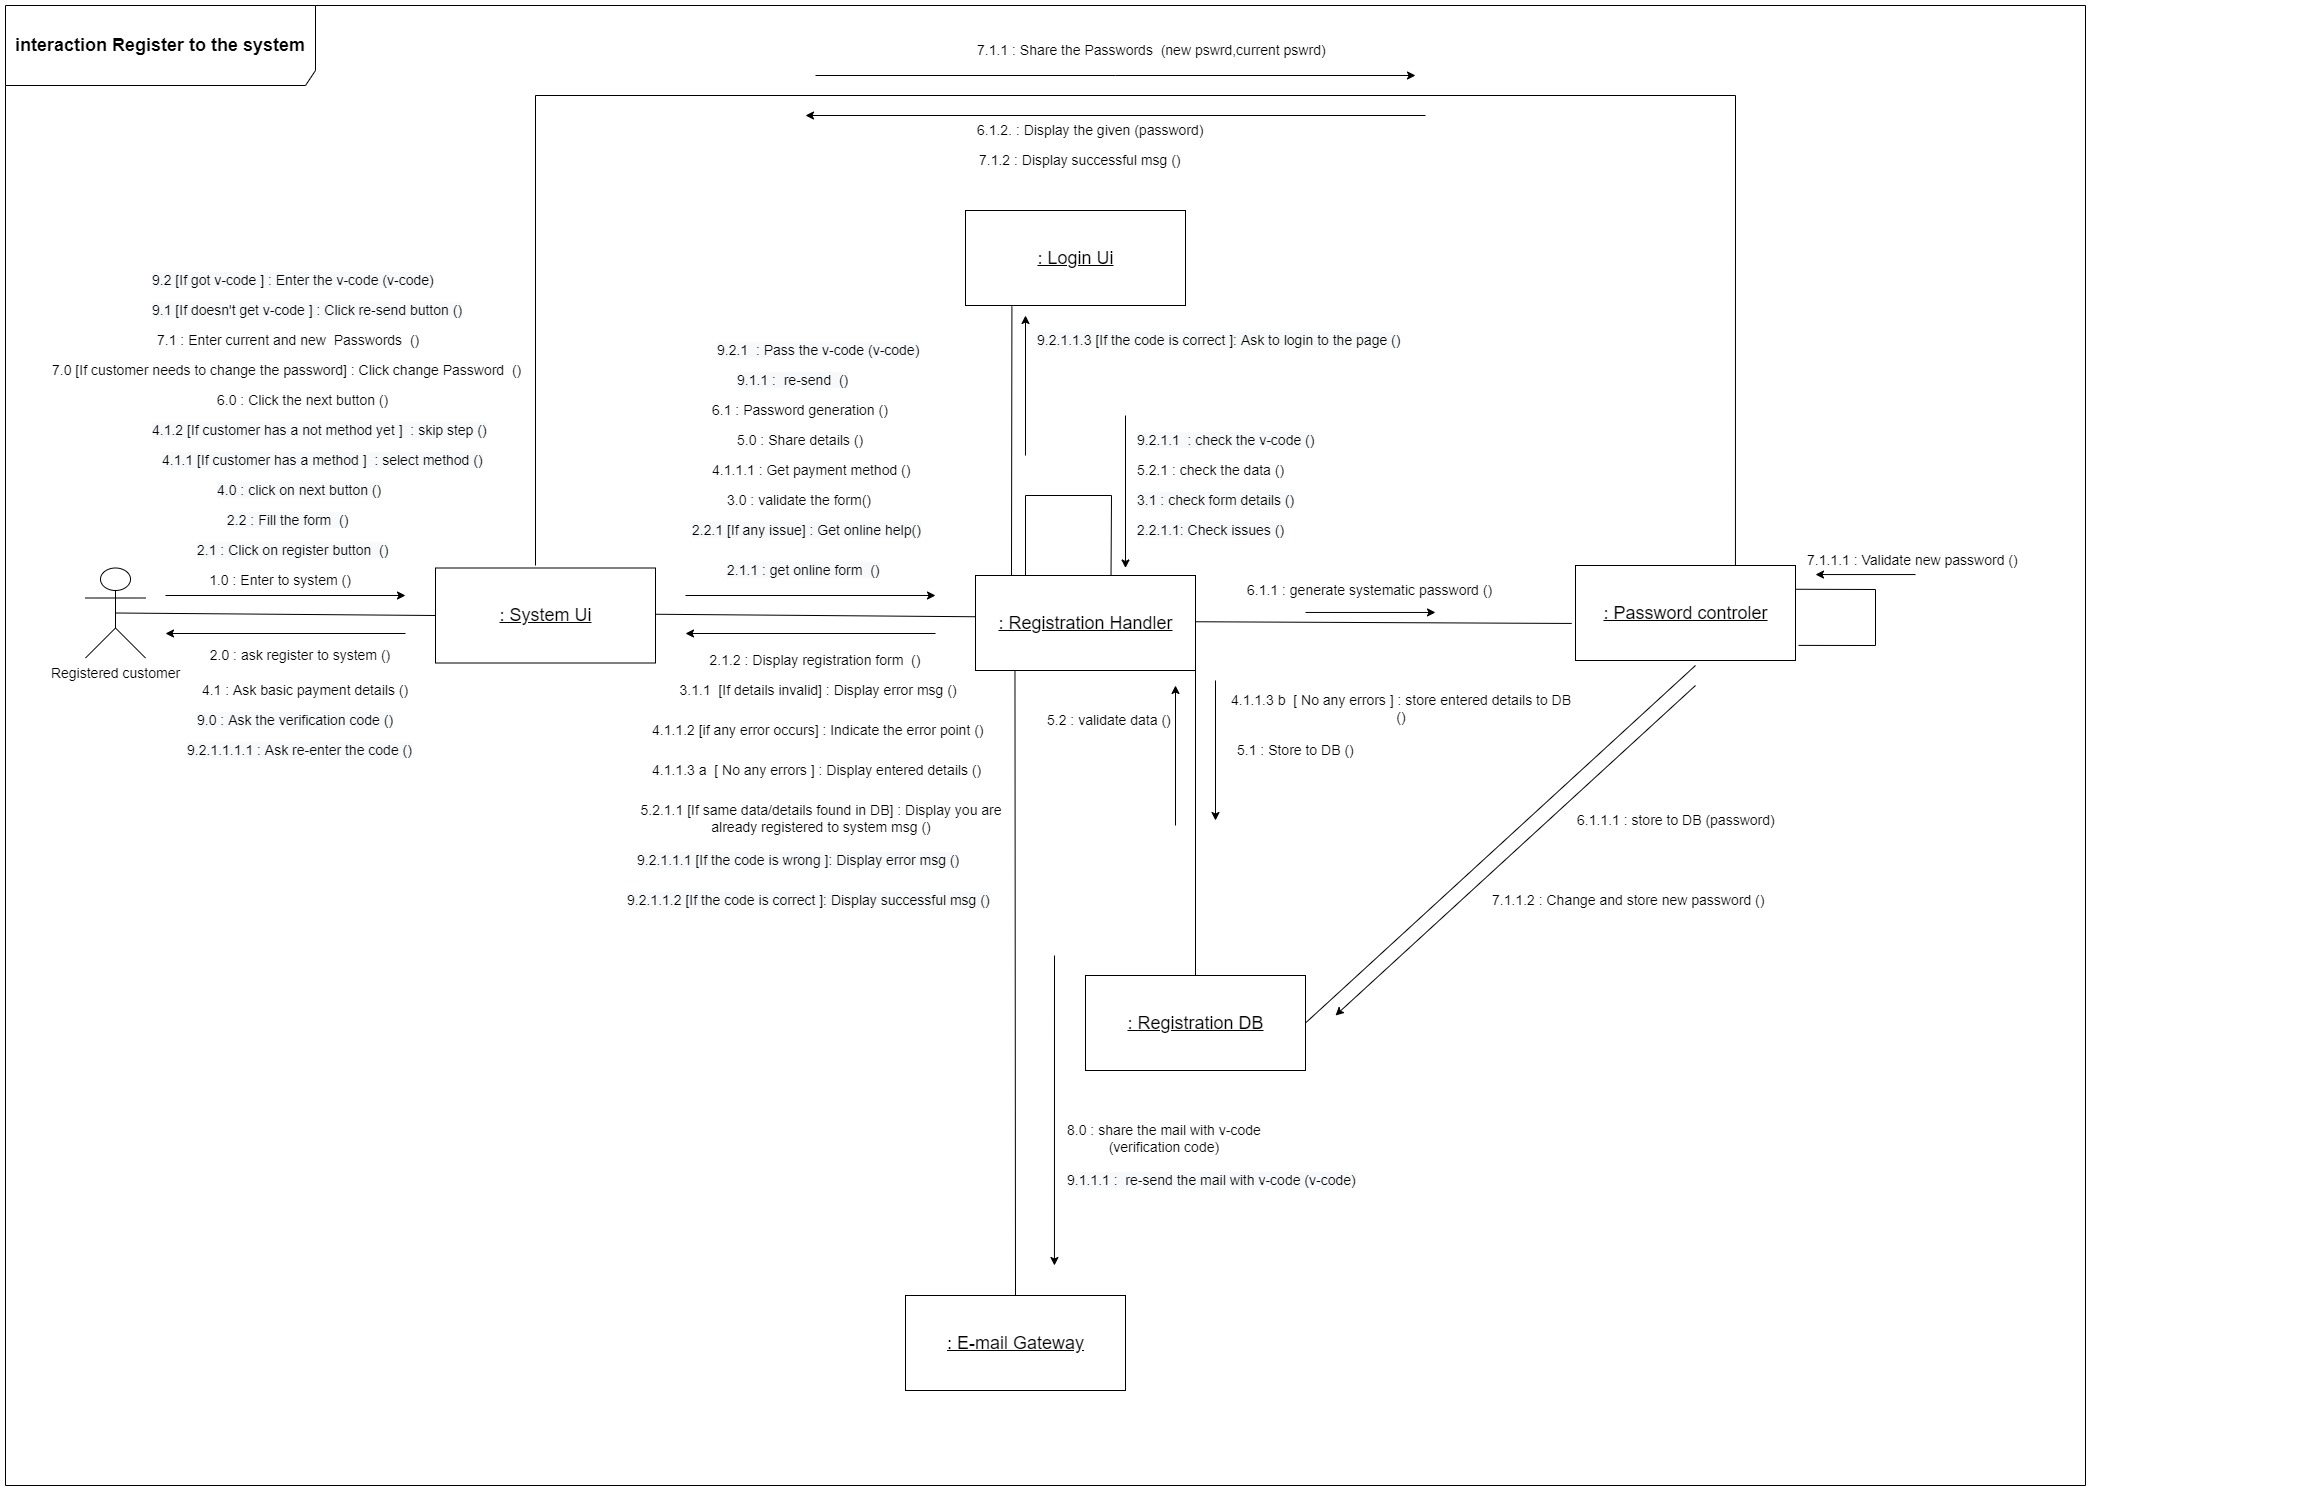 interaction Register to the system
7.1.1 : Share the Passwords  (new pswrd,current pswrd)
6.1.2. : Display the given (password)
7.1.2 : Display successful msg ()
: Login Ui
9.2 [If got v-code ] : Enter the v-code (v-code)
9.1 [If doesn't get v-code ] : Click re-send button ()
7.1 : Enter current and new  Passwords  ()
7.0 [If customer needs to change the password] : Click change Password  ()
6.0 : Click the next button ()
4.1.2 [If customer has a not method yet ]  : skip step ()
4.1.1 [If customer has a method ]  : select method ()
4.0 : click on next button ()
2.2 : Fill the form  ()
2.1 : Click on register button  ()
1.0 : Enter to system ()
9.2.1  : Pass the v-code (v-code)
9.1.1 :  re-send  ()
6.1 : Password generation ()
5.0 : Share details ()
4.1.1.1 : Get payment method ()
3.0 : validate the form()
2.2.1 [If any issue] : Get online help()
2.1.1 : get online form  ()
9.2.1.1.3 [If the code is correct ]: Ask to login to the page ()
9.2.1.1  : check the v-code ()
5.2.1 : check the data ()
3.1 : check form details ()
2.2.1.1: Check issues ()
7.1.1.1 : Validate new password ()
6.1.1 : generate systematic password ()
: System Ui
: Registration Handler
: Password controler
Registered customer
2.0 : ask register to system ()
4.1 : Ask basic payment details ()
9.0 : Ask the verification code ()
9.2.1.1.1.1 : Ask re-enter the code ()
2.1.2 : Display registration form  ()
3.1.1  [If details invalid] : Display error msg ()
4.1.1.2 [if any error occurs] : Indicate the error point ()
4.1.1.3 a  [ No any errors ] : Display entered details ()
5.2.1.1 [If same data/details found in DB] : Display you are
already registered to system msg ()
9.2.1.1.1 [If the code is wrong ]: Display error msg ()
9.2.1.1.2 [If the code is correct ]: Display successful msg ()
5.2 : validate data ()
4.1.1.3 b  [ No any errors ] : store entered details to DB
()
5.1 : Store to DB ()
6.1.1.1 : store to DB (password)
7.1.1.2 : Change and store new password ()
: Registration DB
8.0 : share the mail with v-code
(verification code)
9.1.1.1 :  re-send the mail with v-code (v-code)
: E-mail Gateway